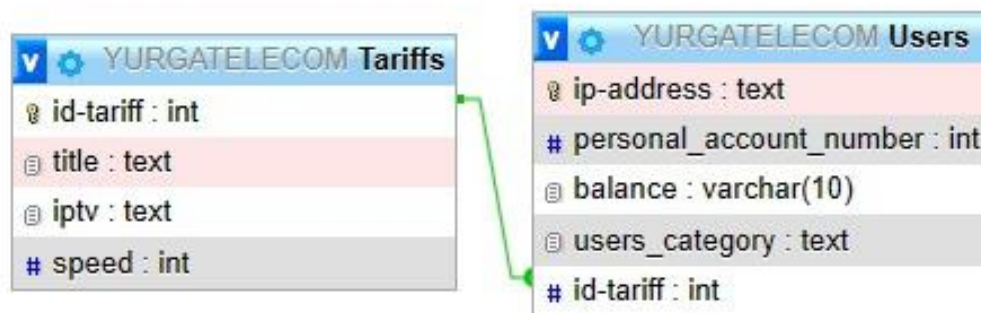 YURGATELECOM Tariffs
id-tariff : int
title : text
iptv : text
speed : int
YURGATELECOM Users
ip-address : text
personal_account_number : int
balance : varchar(10)
users_category : text
id-tariff : int